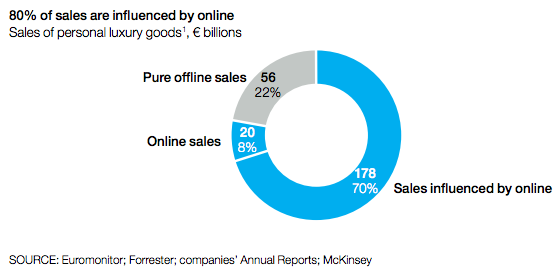 80% of sales are influenced by online
Sales of personal luxury goods¹, € billions
Pure offline sales
56
22%
Online sales
20
8%
178
70%
Sales influenced by online
SOURCE: Euromonitor; Forrester; companies' Annual Reports; McKinsey